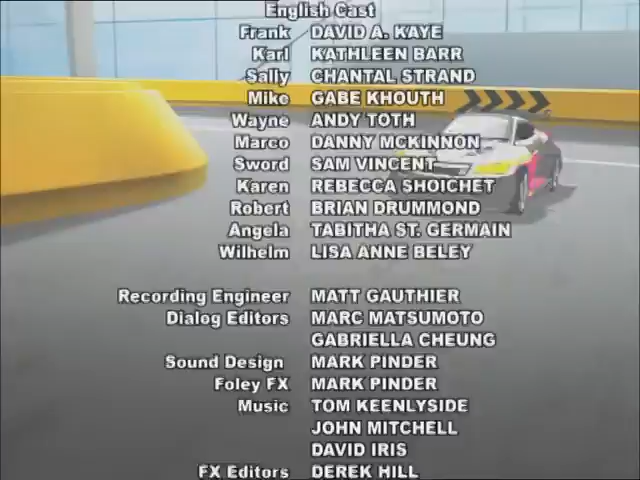 English Cast
Frank DAVID A. KAYE
Karl KATHLEEN BARR
Sally CHANTAL STRAND
Mike GABE KHOUTH
Wayne ANDY TOTH
Marco DANNY MCKINNON
Sword SAM VINCENT
Karen REBECCA SHOICHET
Robert BRIAN DRUMMOND
Angela TABITHA ST. GERMAIN
Wilhelm LISA ANNE BELEY
Recording Engineer MATT GAUTHIER
Dialog Editors MARC MATSUMOTO
GABRIELLA CHEUNG
Sound Design MARK PINDER
Foley FX MARK PINDER
Music TOM KEENLYSIDE
JOHN MITCHELL
DAVID IRIS
FX Editors DEREK HILL